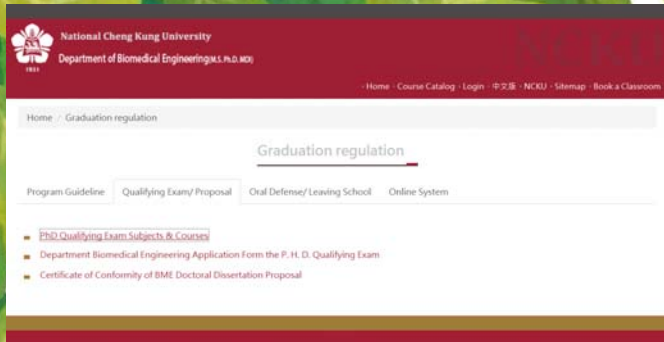 National Cheng Kung University
Department of Biomedical Engineering(M.S. Ph.D. MD)
NCKU
1931
· Home · Course Catalog · Login · 中文版 · NCKU · Sitemap · Book a Classroom
Home / Graduation regulation
Graduation regulation
Program Guideline Qualifying Exam/ Proposal Oral Defense/ Leaving School Online System
PhD Qualifying Exam Subjects & Courses
Department Biomedical Engineering Application Form the P. H. D. Qualifying Exam
Certificate of Conformity of BME Doctoral Dissertation Proposal